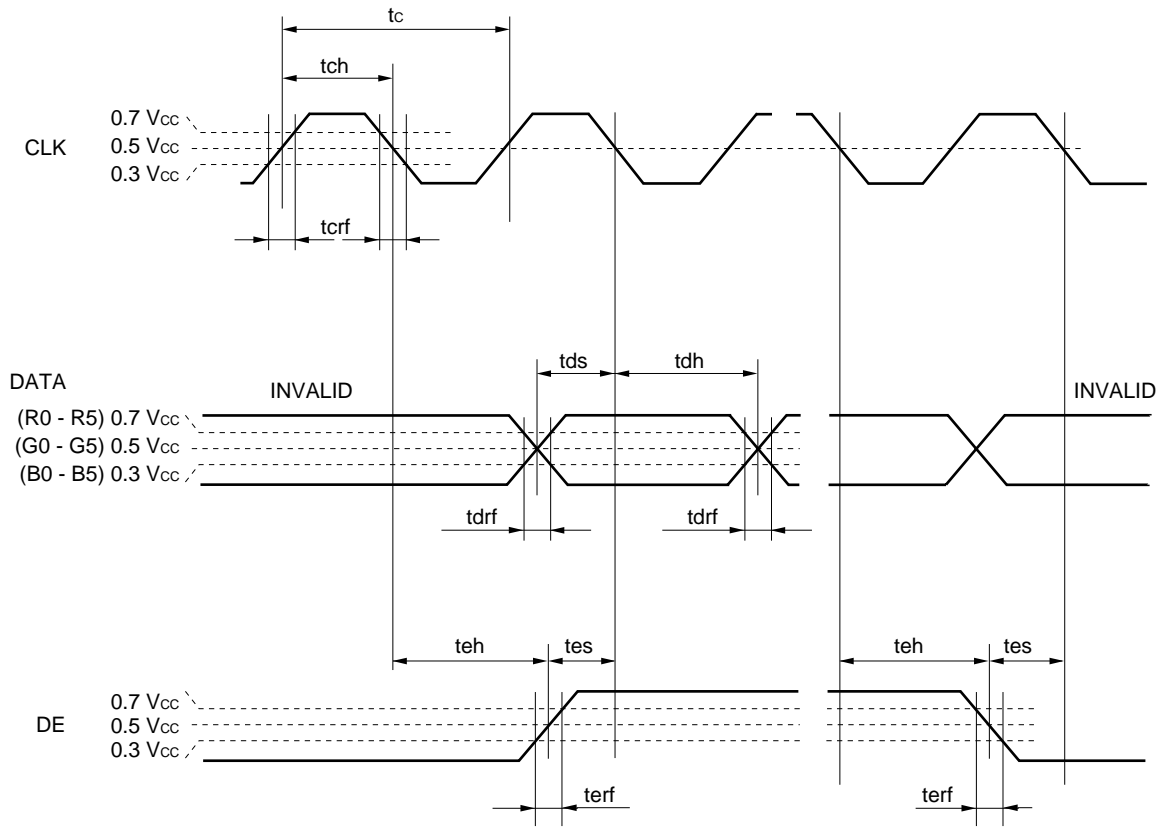 tc
tch
0.7 Vcc
CLK 0.5 Vcc
0.3 Vcc
tcrf
tds tdh
DATA
INVALID INVALID
(R0 - R5) 0.7 Vcc
(G0 - G5) 0.5 Vcc
(B0 - B5) 0.3 Vcc
tdrf tdrf
teh tes teh tes
0.7 Vcc
DE 0.5 Vcc
0.3 Vcc
terf terf